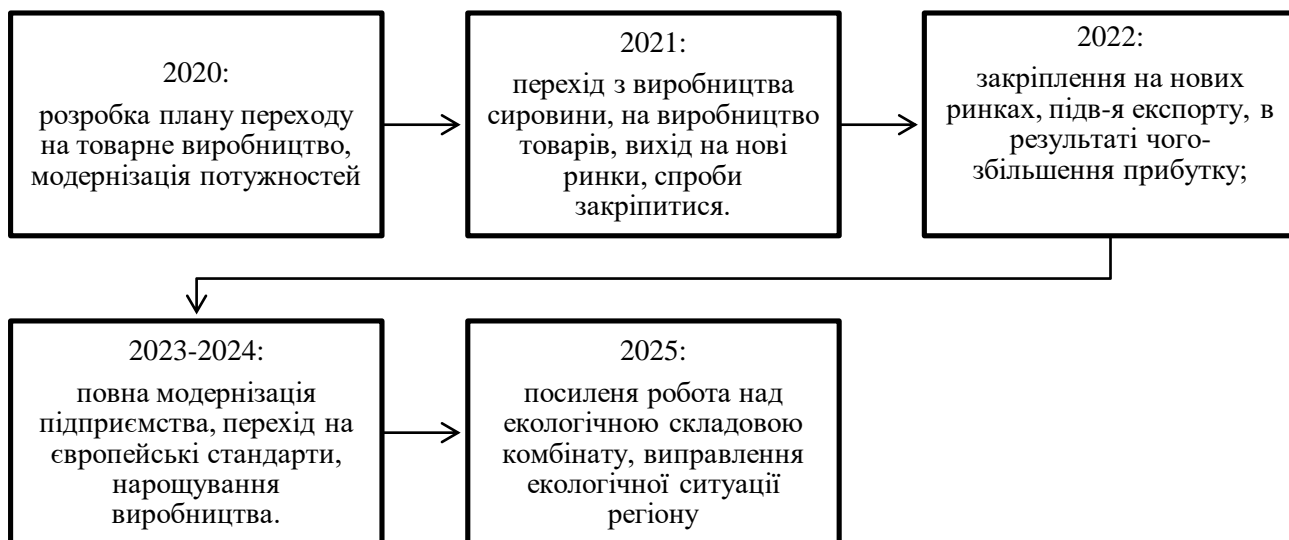 2020:
розробка плану переходу
на товарне виробництво,
модернізація потужностей
2021:
перехід з виробництва
сировини, на виробництво
товарів, вихід на нові
ринки, спроби
закріпитися.
2022:
закріплення на нових
ринках, підв-я експорту, в
результаті чого-
збільшення прибутку;
2023-2024:
повна модернізація
підприємства, перехід на
європейські стандарти,
нарощування
виробництва.
2025:
посиленя робота над
екологічною складовою
комбінату, виправлення
екологічної ситуації
регіону